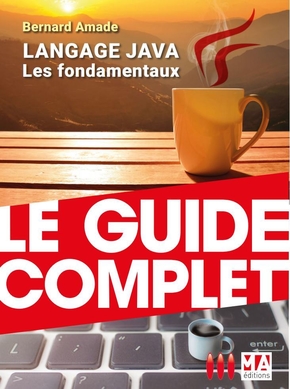 Bernard Amade
LANGAGE JAVA
Les fondamentaux
LE GUIDE
COMPLET
enter
MA
éditions